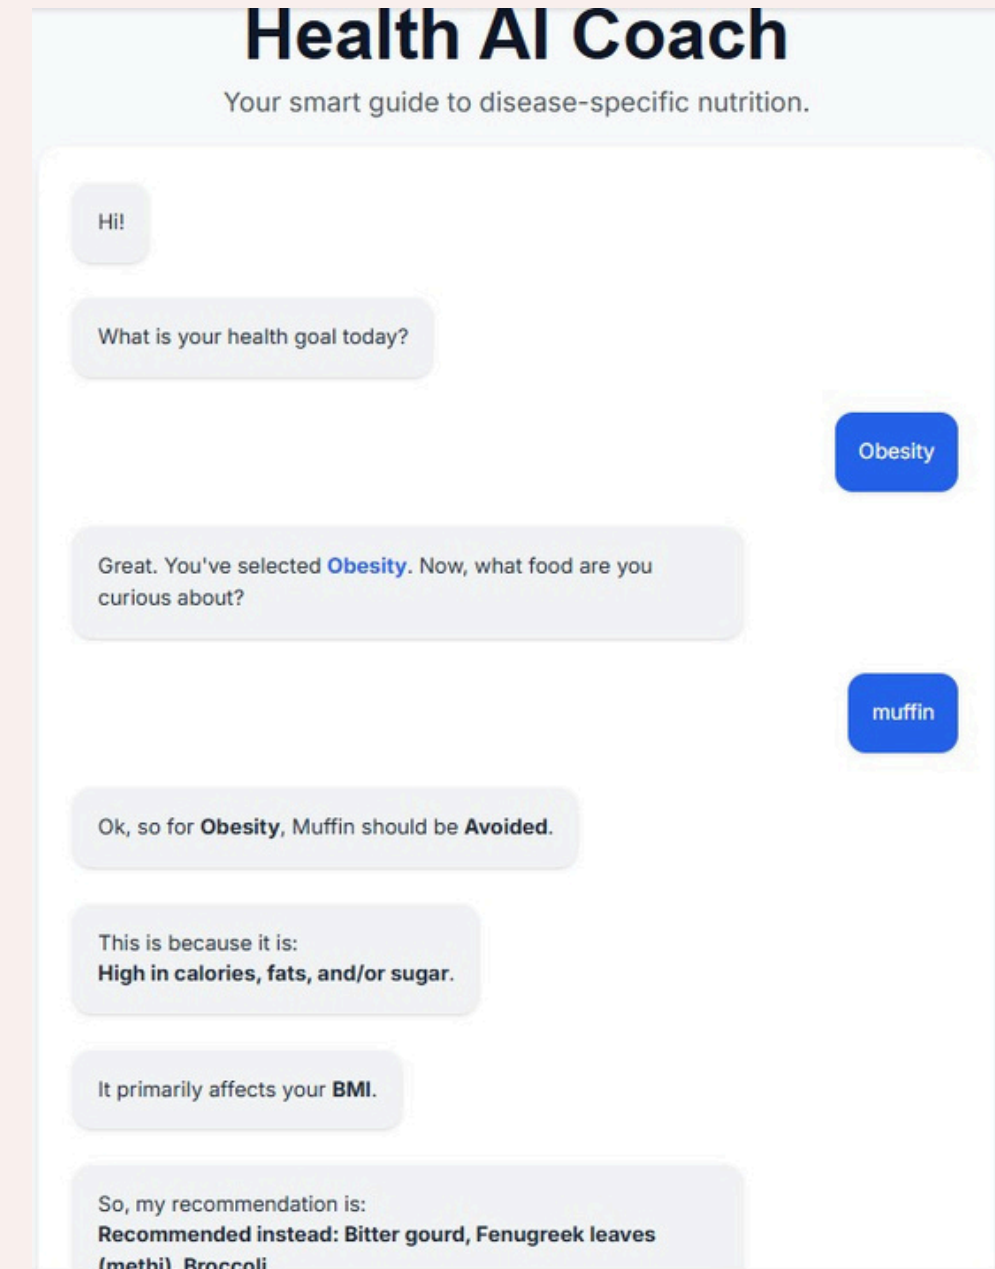 Health AI Coach
Your smart guide to disease-specific nutrition.
Hi!
What is your health goal today?
Obesity
Great. You've selected Obesity. Now, what food are you
curious about?
muffin
Ok, so for Obesity, Muffin should be Avoided.
This is because it is:
High in calories, fats, and/or sugar.
It primarily affects your BMI.
So, my recommendation is:
Recommended instead: Bitter gourd, Fenugreek leaves
(methi), Broccoli